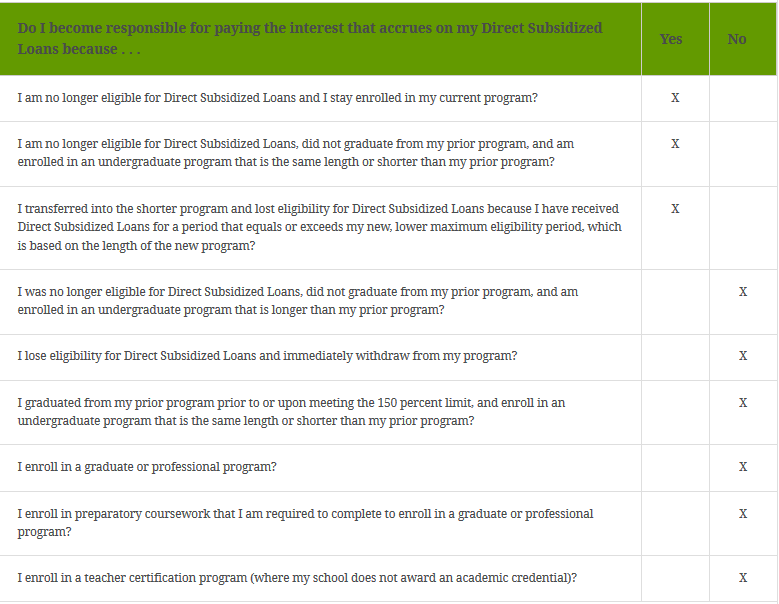 Do I become responsible for paying the interest that accrues on my Direct Subsidized
Loans because . . .
Yes
No
I am no longer eligible for Direct Subsidized Loans and I stay enrolled in my current program?
X
I am no longer eligible for Direct Subsidized Loans, did not graduate from my prior program, and am
enrolled in an undergraduate program that is the same length or shorter than my prior program?
X
I transferred into the shorter program and lost eligibility for Direct Subsidized Loans because I have received
Direct Subsidized Loans for a period that equals or exceeds my new, lower maximum eligibility period, which
is based on the length of the new program?
X
I was no longer eligible for Direct Subsidized Loans, did not graduate from my prior program, and am
enrolled in an undergraduate program that is longer than my prior program?
X
I lose eligibility for Direct Subsidized Loans and immediately withdraw from my program?
X
I graduated from my prior program prior to or upon meeting the 150 percent limit, and enroll in an
undergraduate program that is the same length or shorter than my prior program?
X
I enroll in a graduate or professional program?
X
I enroll in preparatory coursework that I am required to complete to enroll in a graduate or professional
program?
X
I enroll in a teacher certification program (where my school does not award an academic credential)?
X